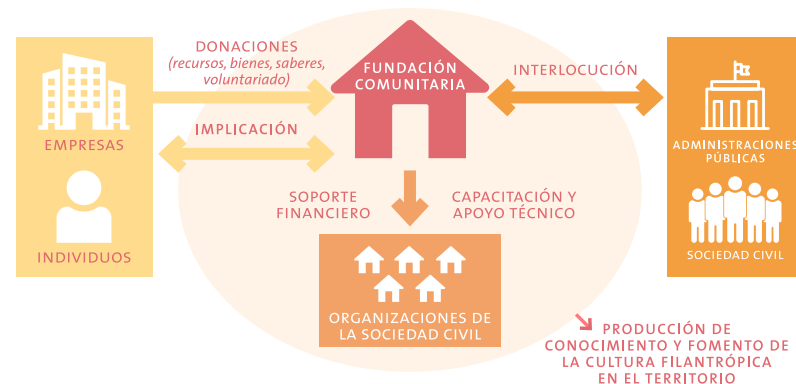 DONACIONES
(recursos, bienes, saberes,
voluntariado)
IMPLICACIÓN
EMPRESAS
INDIVIDUOS
FUNDACIÓN
COMUNITARIA
INTERLOCUCIÓN
ADMINISTRACIONES
PÚBLICAS
SOCIEDAD CIVIL
SOPORTE
FINANCIERO
CAPACITACIÓN Y
APOYO TÉCNICO
ORGANIZACIONES DE
LA SOCIEDAD CIVIL
PRODUCCIÓN DE
CONOCIMIENTO Y FOMENTO DE
LA CULTURA FILANTRÓPICA
EN EL TERRITORIO